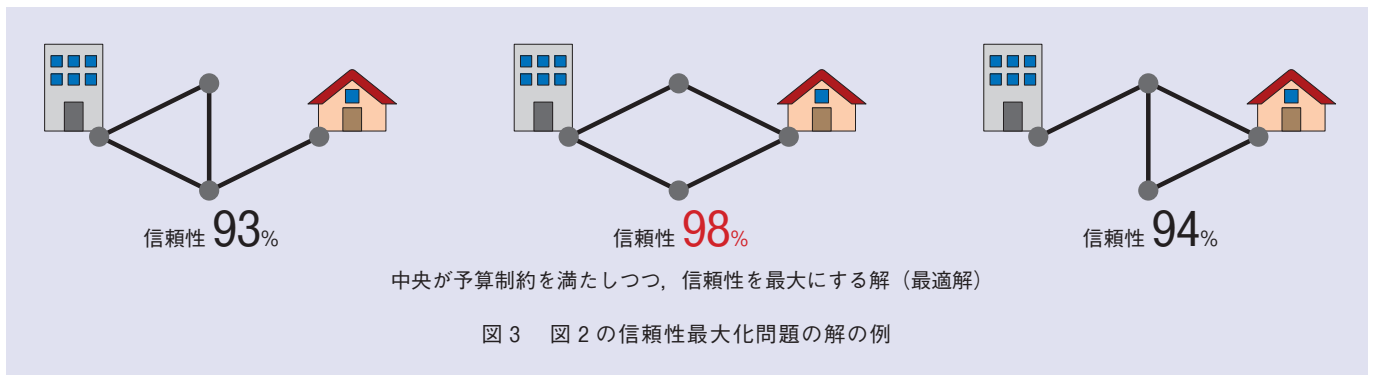 信頼性 93%
信頼性 98%
信頼性 94%
中央が予算制約を満たしつつ，信頼性を最大にする解（最適解）
図3　図2の信頼性最大化問題の解の例